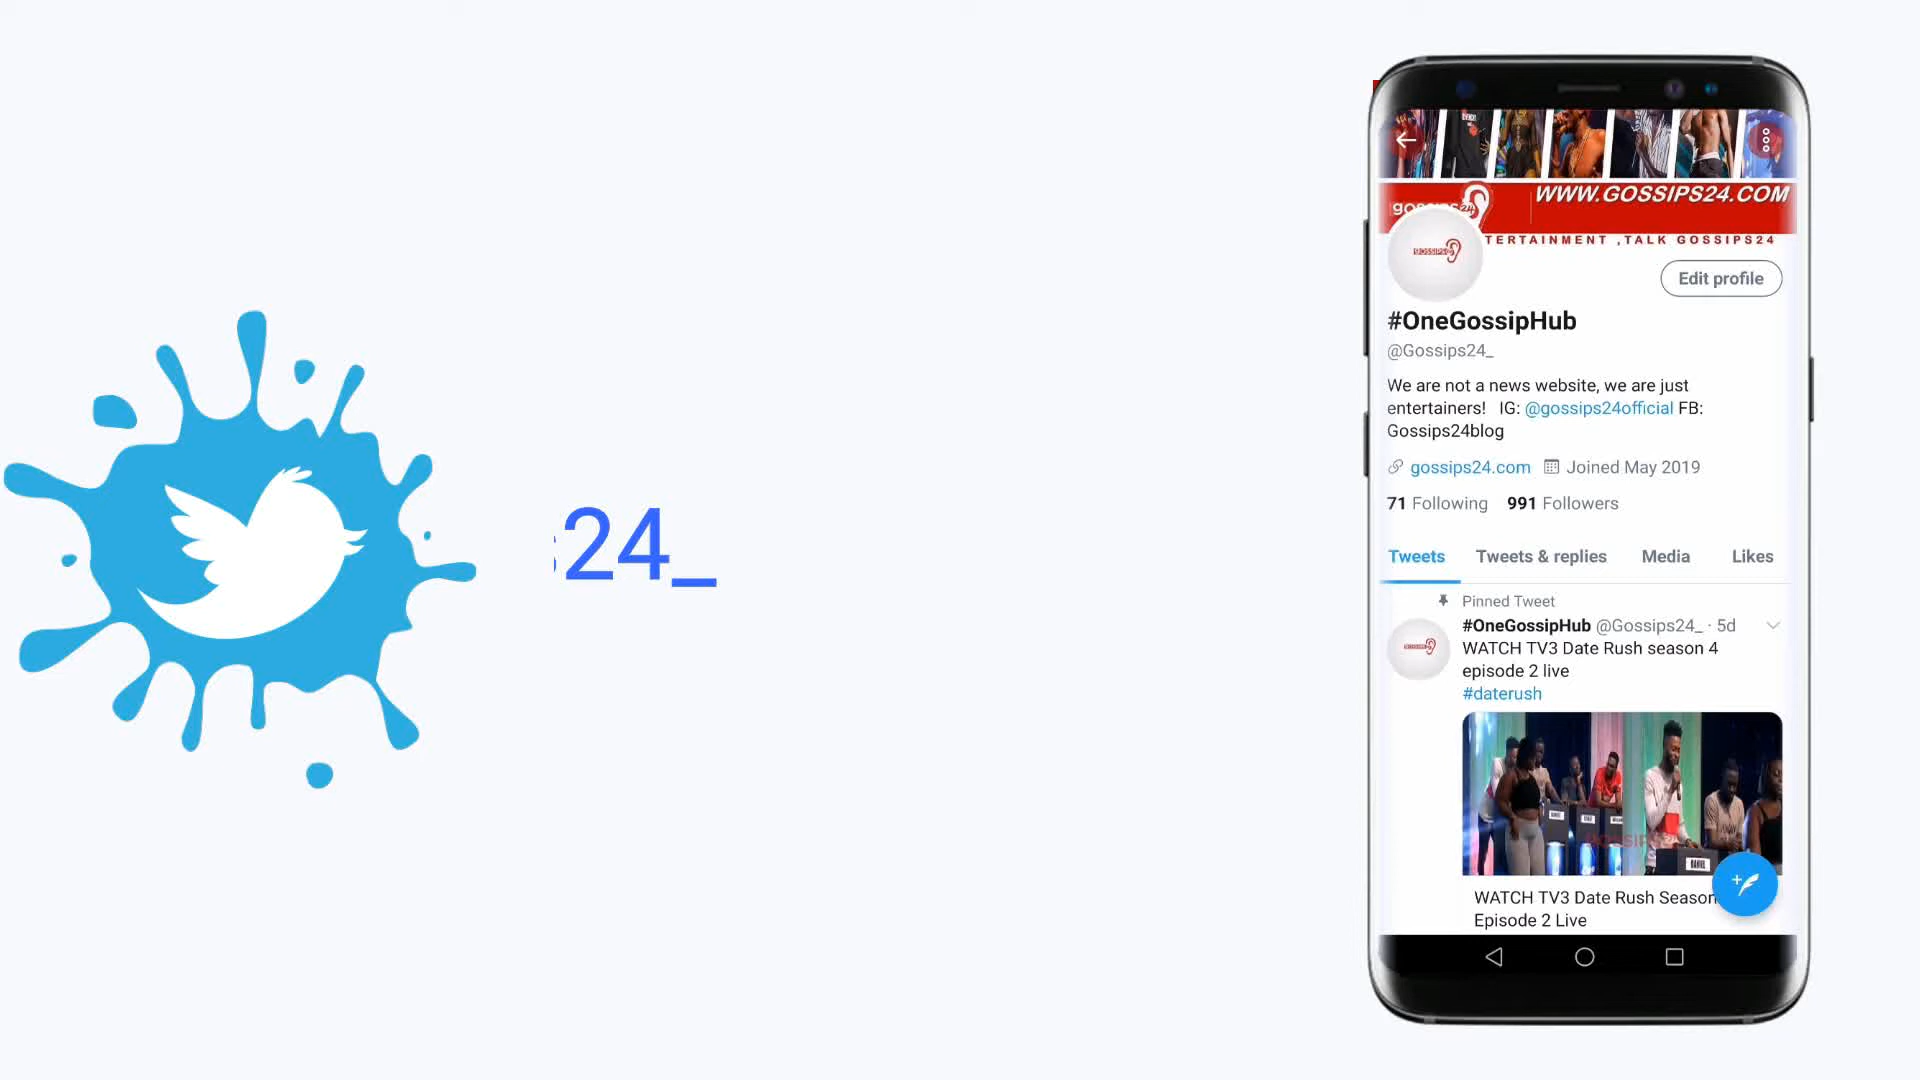 24_
WWW.GOSSIPS24.COM
TERTAINMENT ,TALK GOSSIPS24
GOSSIPS24
Edit profile
#OneGossipHub
@Gossips24_
We are not a news website, we are just
entertainers! IG: @gossips24official FB:
Gossips24blog
gossips24.com Joined May 2019
71 Following 991 Followers
Tweets Tweets & replies Media Likes
Pinned Tweet
#OneGossipHub @Gossips24_ · 5d
WATCH TV3 Date Rush season 4
episode 2 live
#daterush
WATCH TV3 Date Rush Season
Episode 2 Live